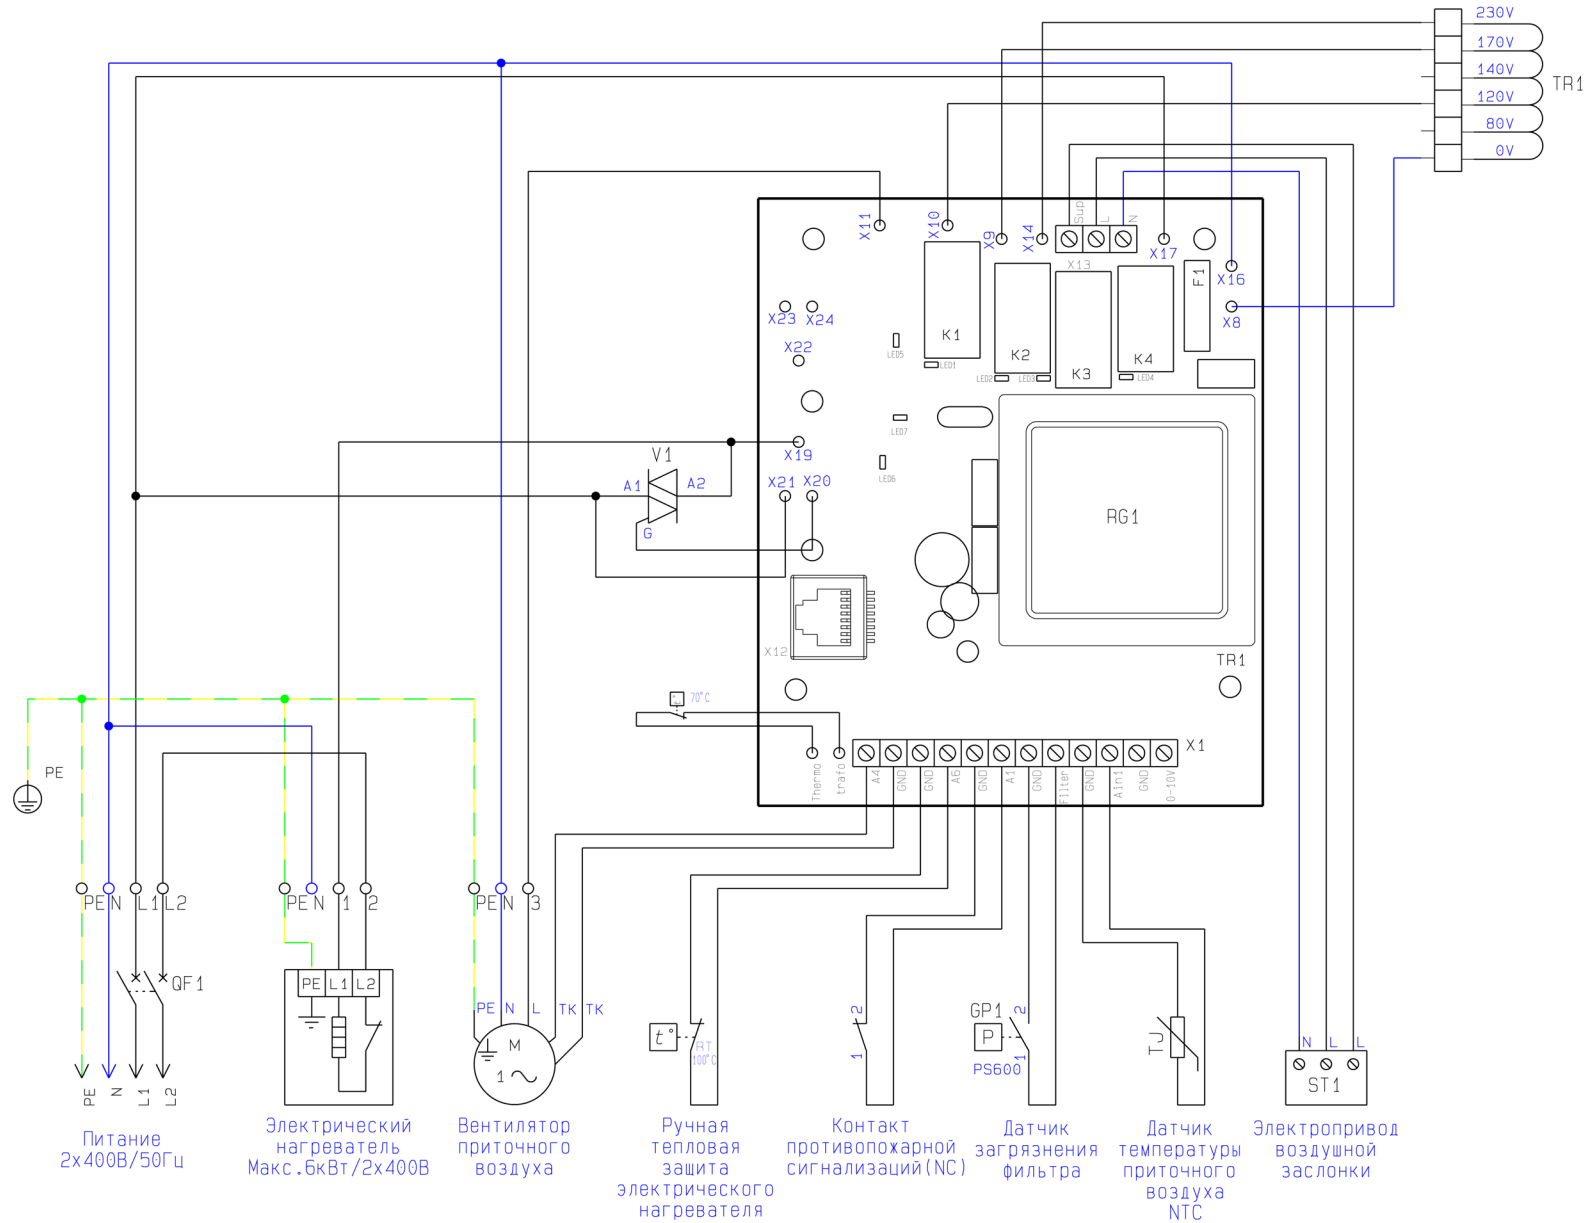 230V
170V
140V
120V
80V
0V
TR1
X11
X10
X9
X14
Sup
L
N
X13
X17
X16
X8
F1
X23
X24
X22
K1
K2
K3
K4
LED5
LED1
LED2
LED3
LED4
LED7
LED6
X19
X21
X20
V1
A1
A2
G
RG1
X12
TR1
70°C
Thermo
trafo
X1
A4
GND
GND
A6
GND
A1
GND
Filter
GND
Ain1
GND
0-10V
PE
PE
N
L1
L2
PE
N
1
2
PE
N
3
QF1
PE
L1
L2
PE
N
L
TK
TK
M
1
t°
RT
100°C
2
1
GP1
P
2
1
PS600
TJ
N
L
L
ST1
PE
N
L1
L2
Питание
2x400В/50Гц
Электрический
нагреватель
Макс.6кВт/2x400В
Вентилятор
приточного
воздуха
Ручная
тепловая
защита
электрического
нагревателя
Контакт
противопожарной
сигнализаций(NC)
Датчик
загрязнения
фильтра
Датчик
температуры
приточного
воздуха
NTC
Электропривод
воздушной
заслонки